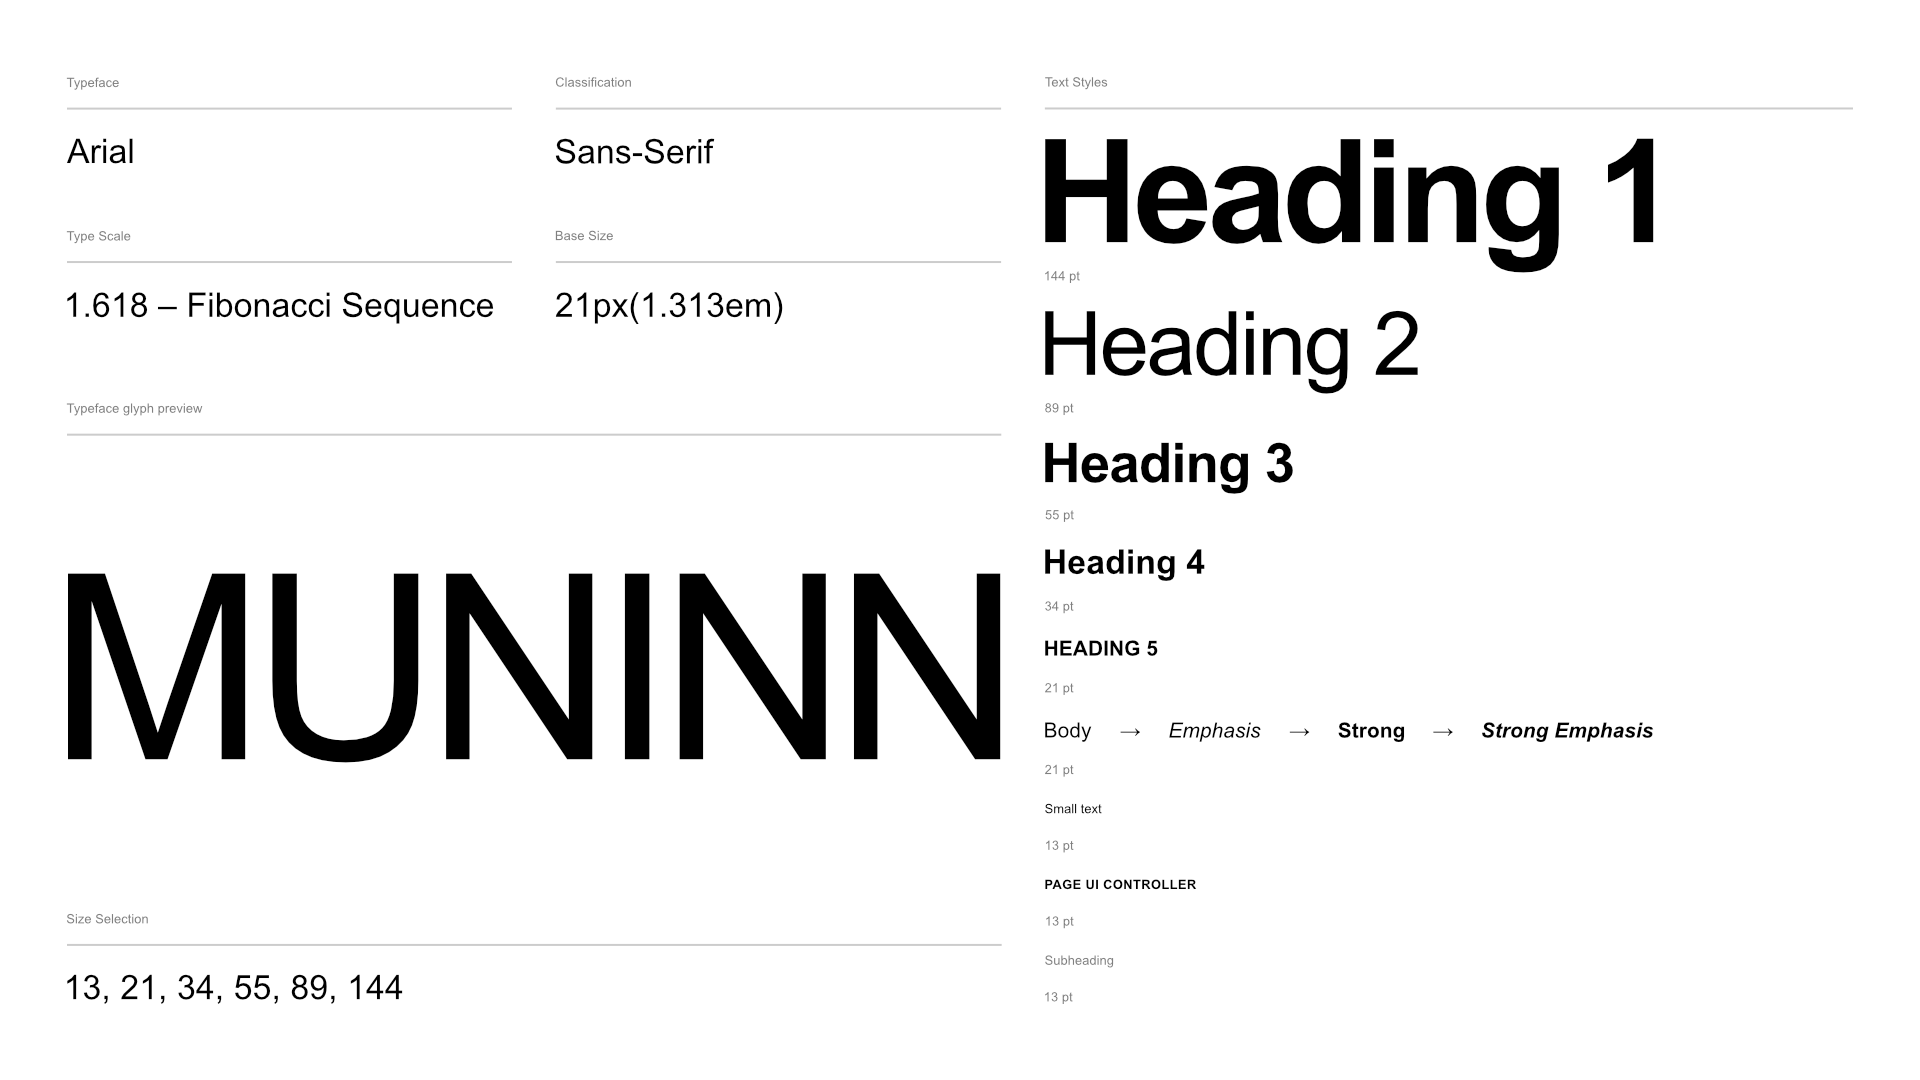 Typeface
Arial
Classification
Sans-Serif
Type Scale
1.618 – Fibonacci Sequence
Base Size
21px(1.313em)
Typeface glyph preview
MUNINN
Size Selection
13, 21, 34, 55, 89, 144
Text Styles
Heading 1
144 pt
Heading 2
89 pt
Heading 3
55 pt
Heading 4
34 pt
HEADING 5
21 pt
Body → Emphasis → Strong → Strong Emphasis
21 pt
Small text
13 pt
PAGE UI CONTROLLER
13 pt
Subheading
13 pt